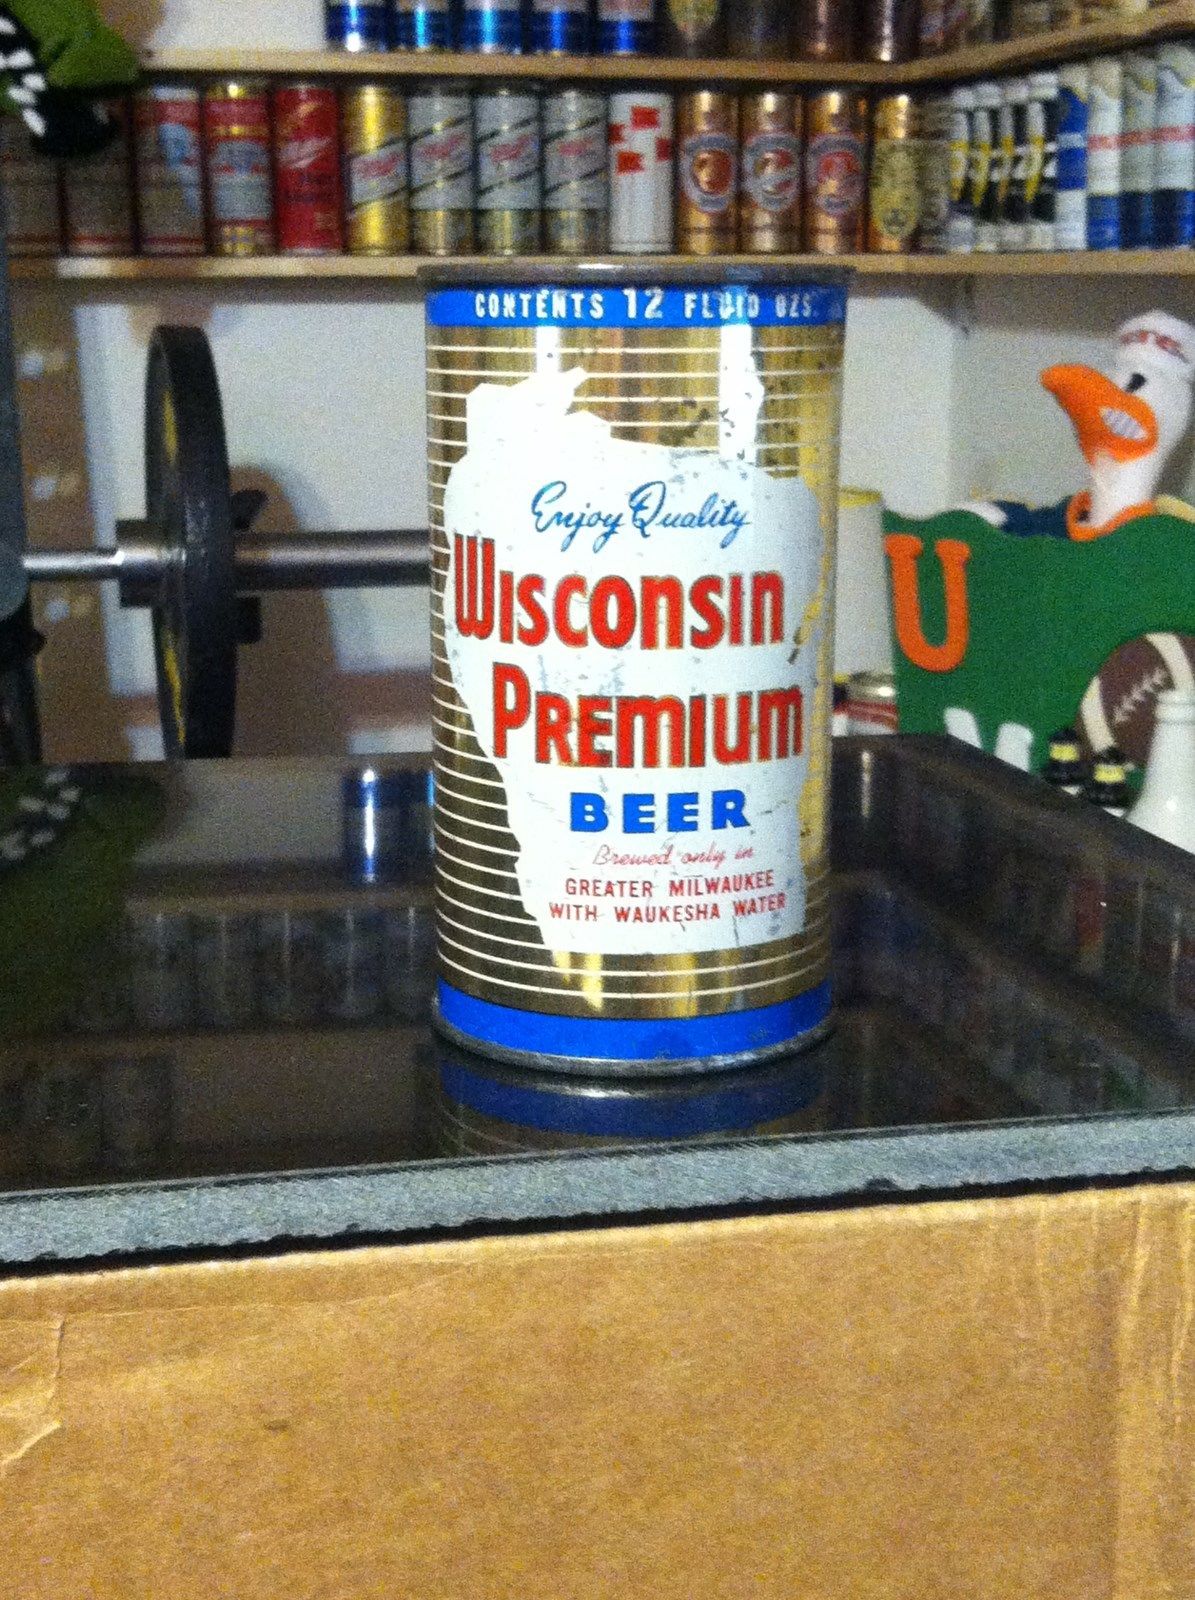 CONTENTS 12 FLUID OZS.
Enjoy Quality
WISCONSIN
PREMIUM
BEER
Brewed only in
GREATER MILWAUKEE
WITH WAUKESHA WATER
U
M